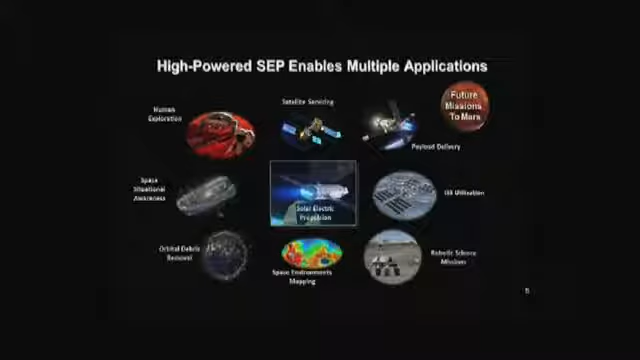 High-Powered SEP Enables Multiple Applications
Human
Exploration
Satellite Servicing
Payload Delivery
Future
Missions
To Mars
Space
Situational
Awareness
Solar Electric
Propulsion
ISS Utilization
Orbital Debris
Removal
Space Environments
Mapping
Robotic Science
Missions